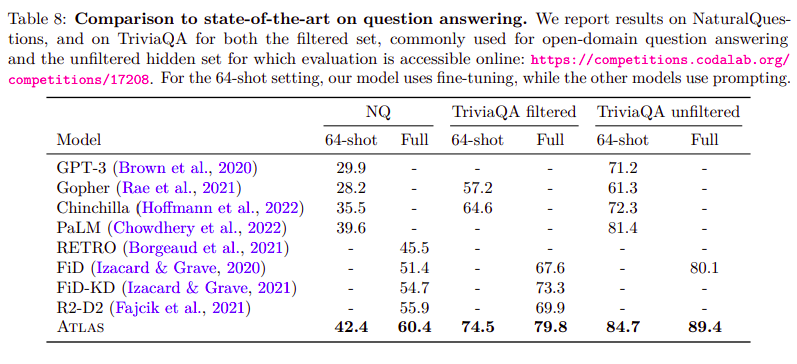 Table 8: Comparison to state-of-the-art on question answering. We report results on NaturalQues-
tions, and on TriviaQA for both the filtered set, commonly used for open-domain question answering
and the unfiltered hidden set for which evaluation is accessible online: https://competitions.codalab.org/
competitions/17208. For the 64-shot setting, our model uses fine-tuning, while the other models use prompting.
NQ TriviaQA filtered TriviaQA unfiltered
Model 64-shot Full 64-shot Full 64-shot Full
GPT-3 (Brown et al., 2020) 29.9 - - - 71.2 -
Gopher (Rae et al., 2021) 28.2 - 57.2 - 61.3 -
Chinchilla (Hoffmann et al., 2022) 35.5 - 64.6 - 72.3 -
PaLM (Chowdhery et al., 2022) 39.6 - - - 81.4 -
RETRO (Borgeaud et al., 2021) - 45.5 - - - -
FiD (Izacard & Grave, 2020) - 51.4 - 67.6 - 80.1
FiD-KD (Izacard & Grave, 2021) - 54.7 - 73.3 - -
R2-D2 (Fajcik et al., 2021) - 55.9 - 69.9 - -
ATLAS 42.4 60.4 74.5 79.8 84.7 89.4